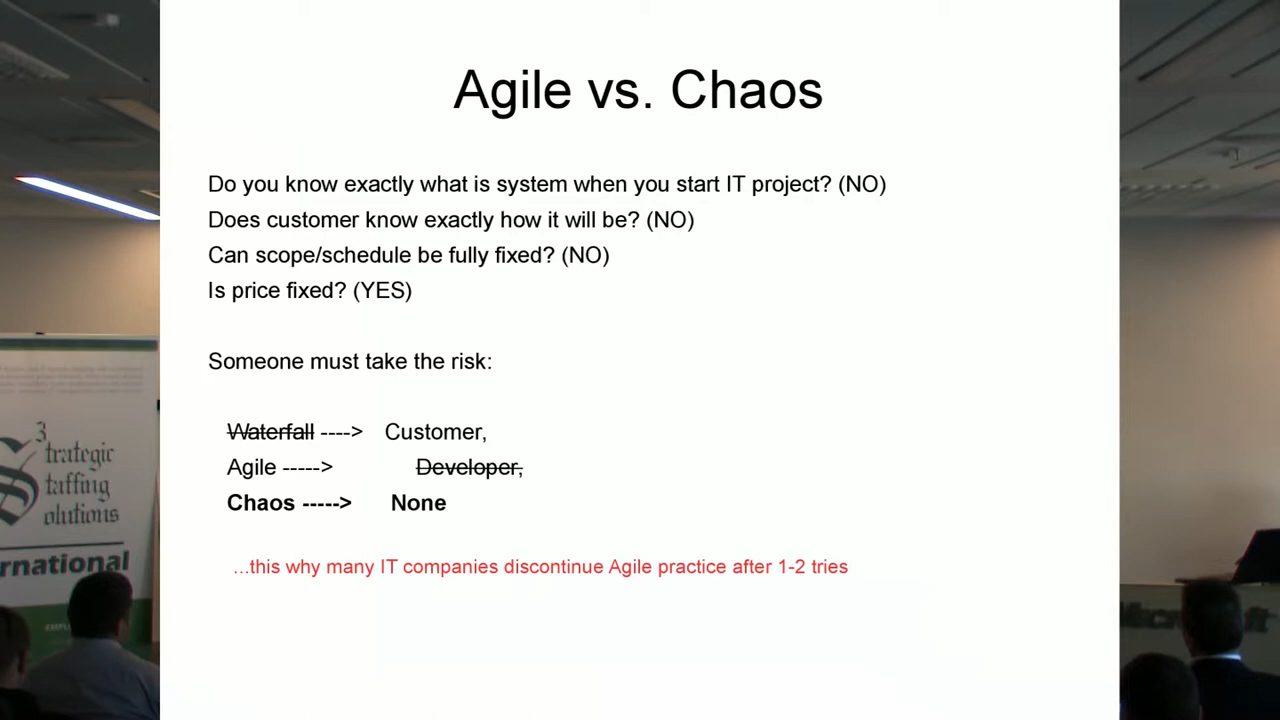 Agile vs. Chaos
Do you know exactly what is system when you start IT project? (NO)
Does customer know exactly how it will be? (NO)
Can scope/schedule be fully fixed? (NO)
Is price fixed? (YES)
Someone must take the risk:
Waterfall ----> Customer,
Agile -----> Developer,
Chaos -----> None
...this why many IT companies discontinue Agile practice after 1-2 tries
S3trategic
taffing
olutions
rnational